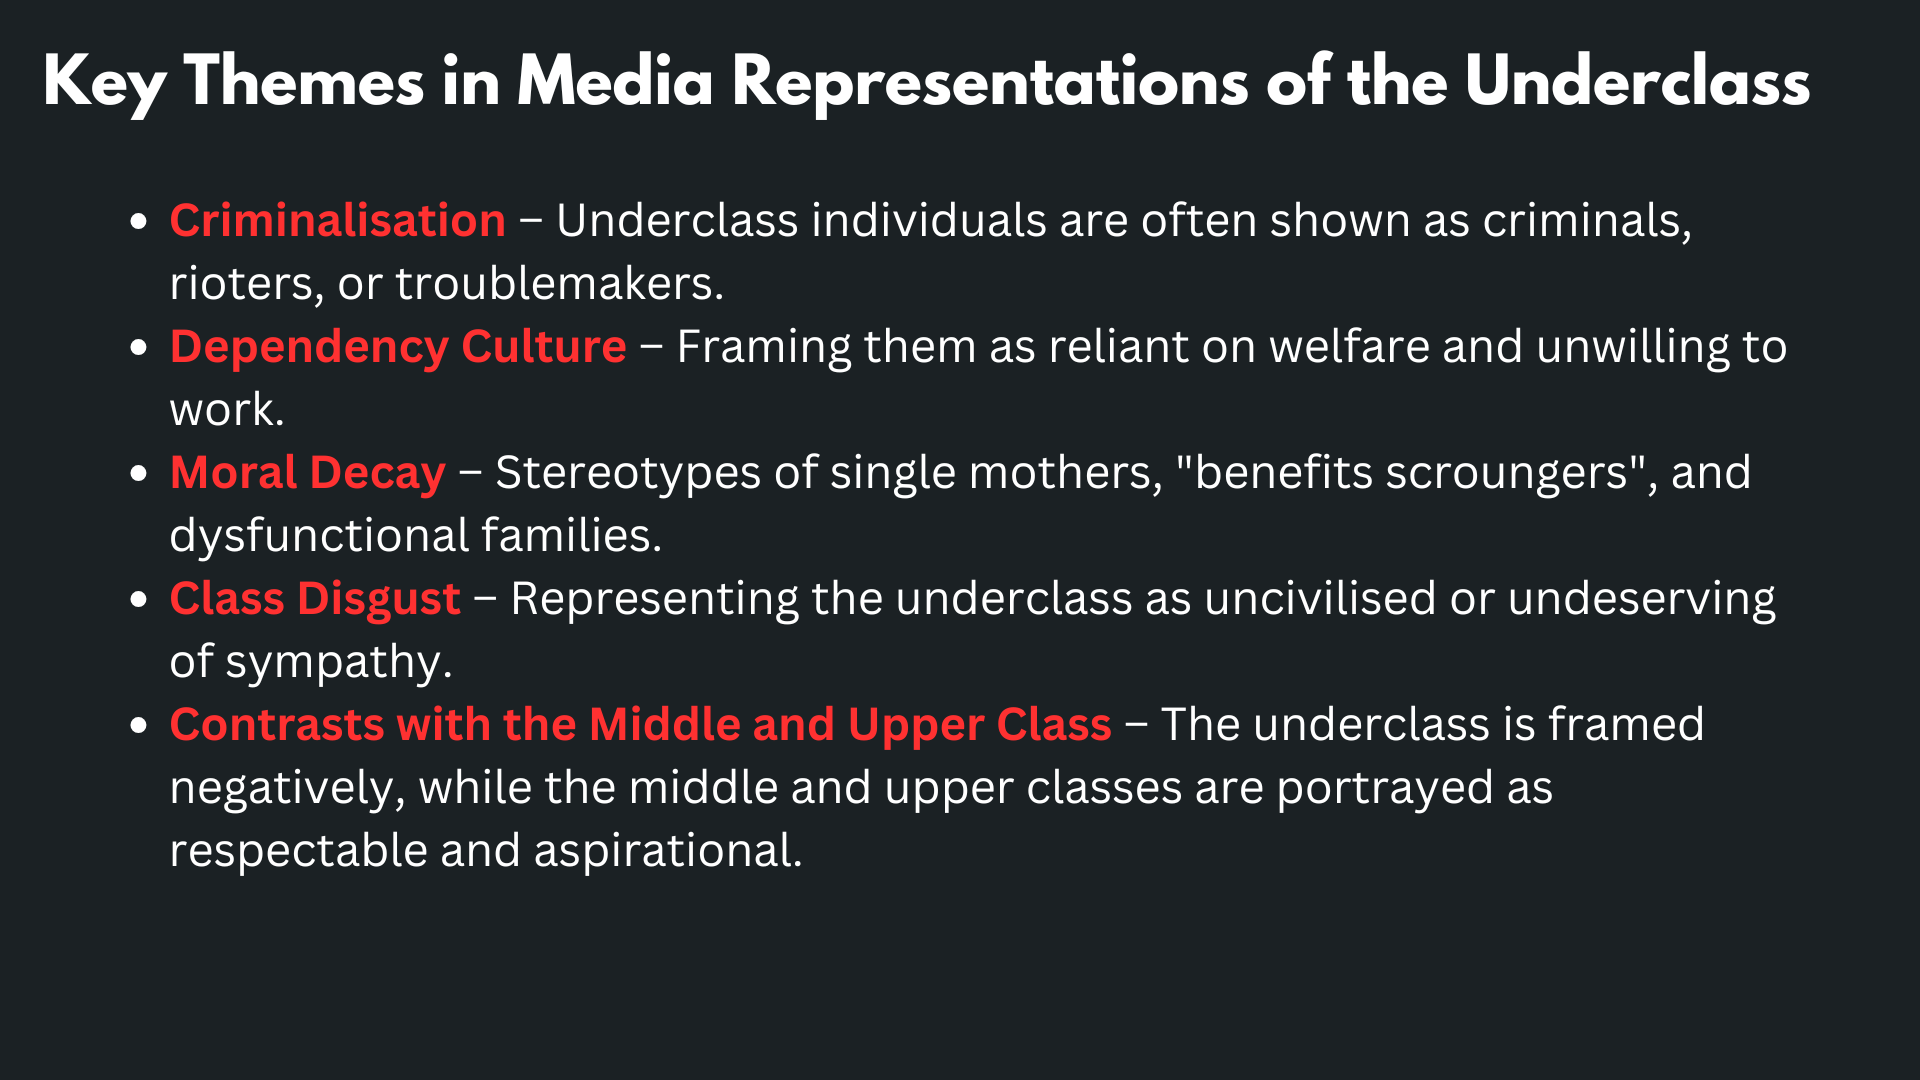 Key Themes in Media Representations of the Underclass
• Criminalisation – Underclass individuals are often shown as criminals,
rioters, or troublemakers.
• Dependency Culture – Framing them as reliant on welfare and unwilling to
work.
• Moral Decay – Stereotypes of single mothers, "benefits scroungers", and
dysfunctional families.
• Class Disgust – Representing the underclass as uncivilised or undeserving
of sympathy.
• Contrasts with the Middle and Upper Class – The underclass is framed
negatively, while the middle and upper classes are portrayed as
respectable and aspirational.